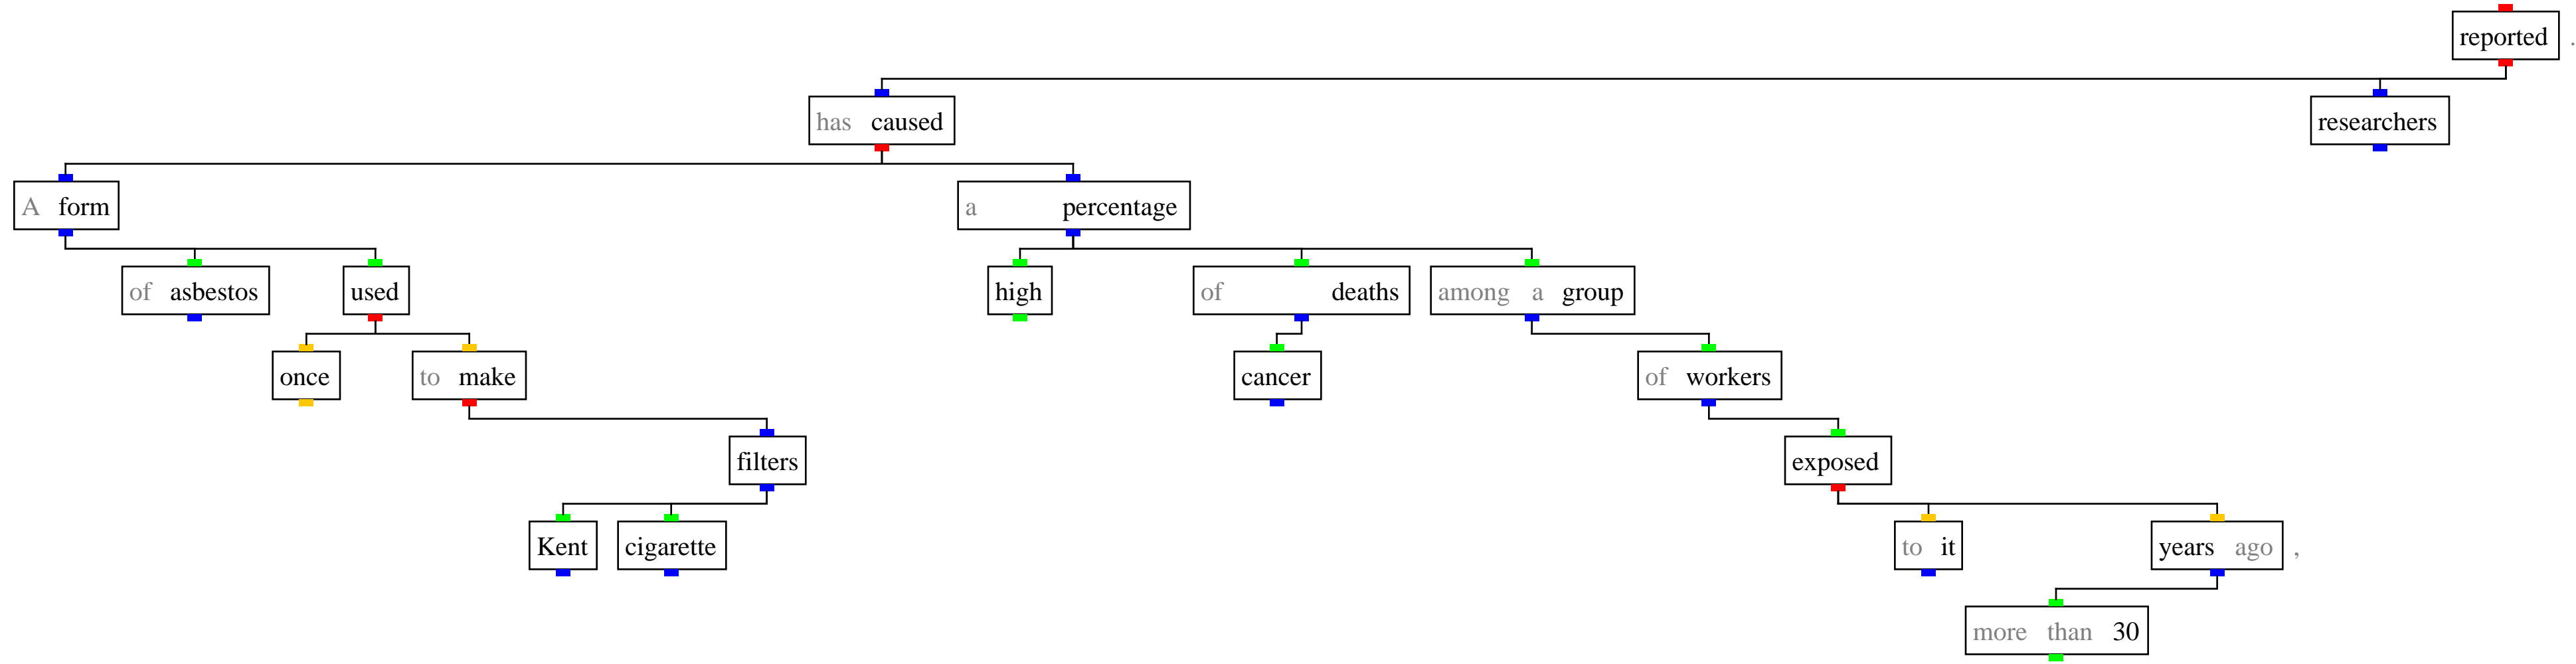 reported .
has caused researchers
A form a percentage
of asbestos used high of deaths among a group
once to make cancer of workers
filters exposed
Kent cigarette to it years ago ,
more than 30